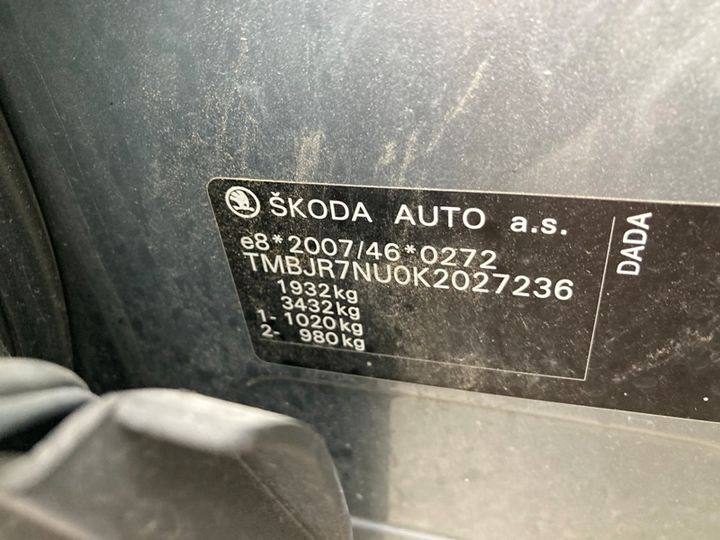 ŠKODA AUTO a.s.
e8*2007/46*0272
TMBJR7NU0K2027236
1932kg
3432kg
1- 1020kg
2- 980kg
DADA